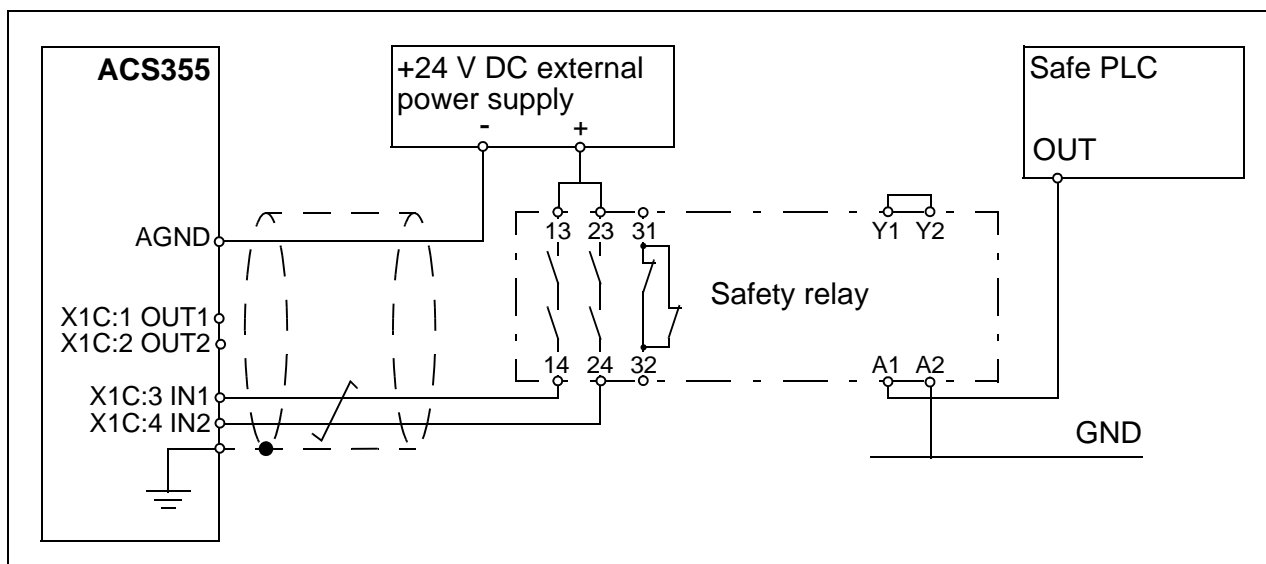 ACS355
+24 V DC external
power supply
- +
Safe PLC
OUT
AGND
13 23 31
Y1 Y2
Safety relay
X1C:1 OUT1
X1C:2 OUT2
14 24 32
A1 A2
X1C:3 IN1
X1C:4 IN2
GND